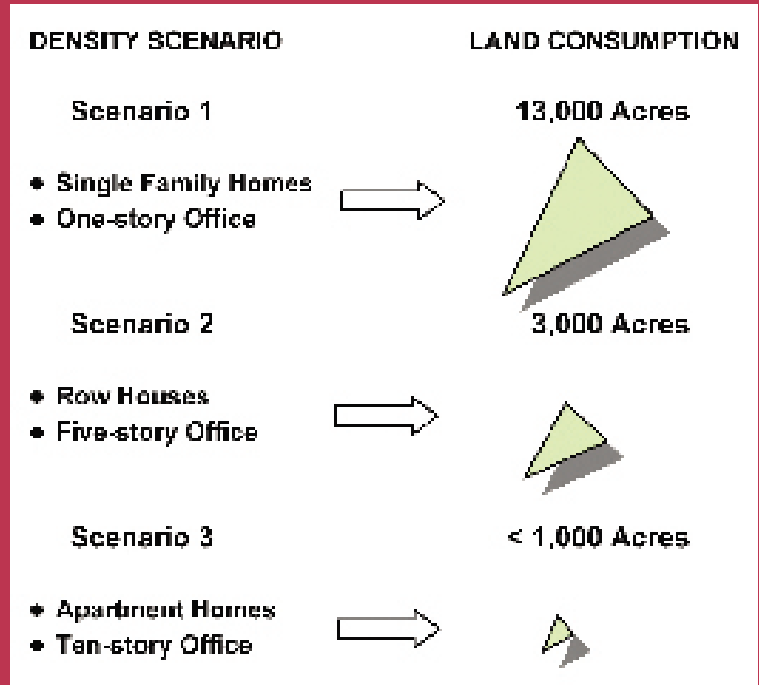 DENSITY SCENARIO LAND CONSUMPTION
Scenario 1 13,000 Acres
• Single Family Homes
• One-story Office
Scenario 2 3,000 Acres
• Row Houses
• Five-story Office
Scenario 3 < 1,000 Acres
• Apartment Homes
• Ten-story Office